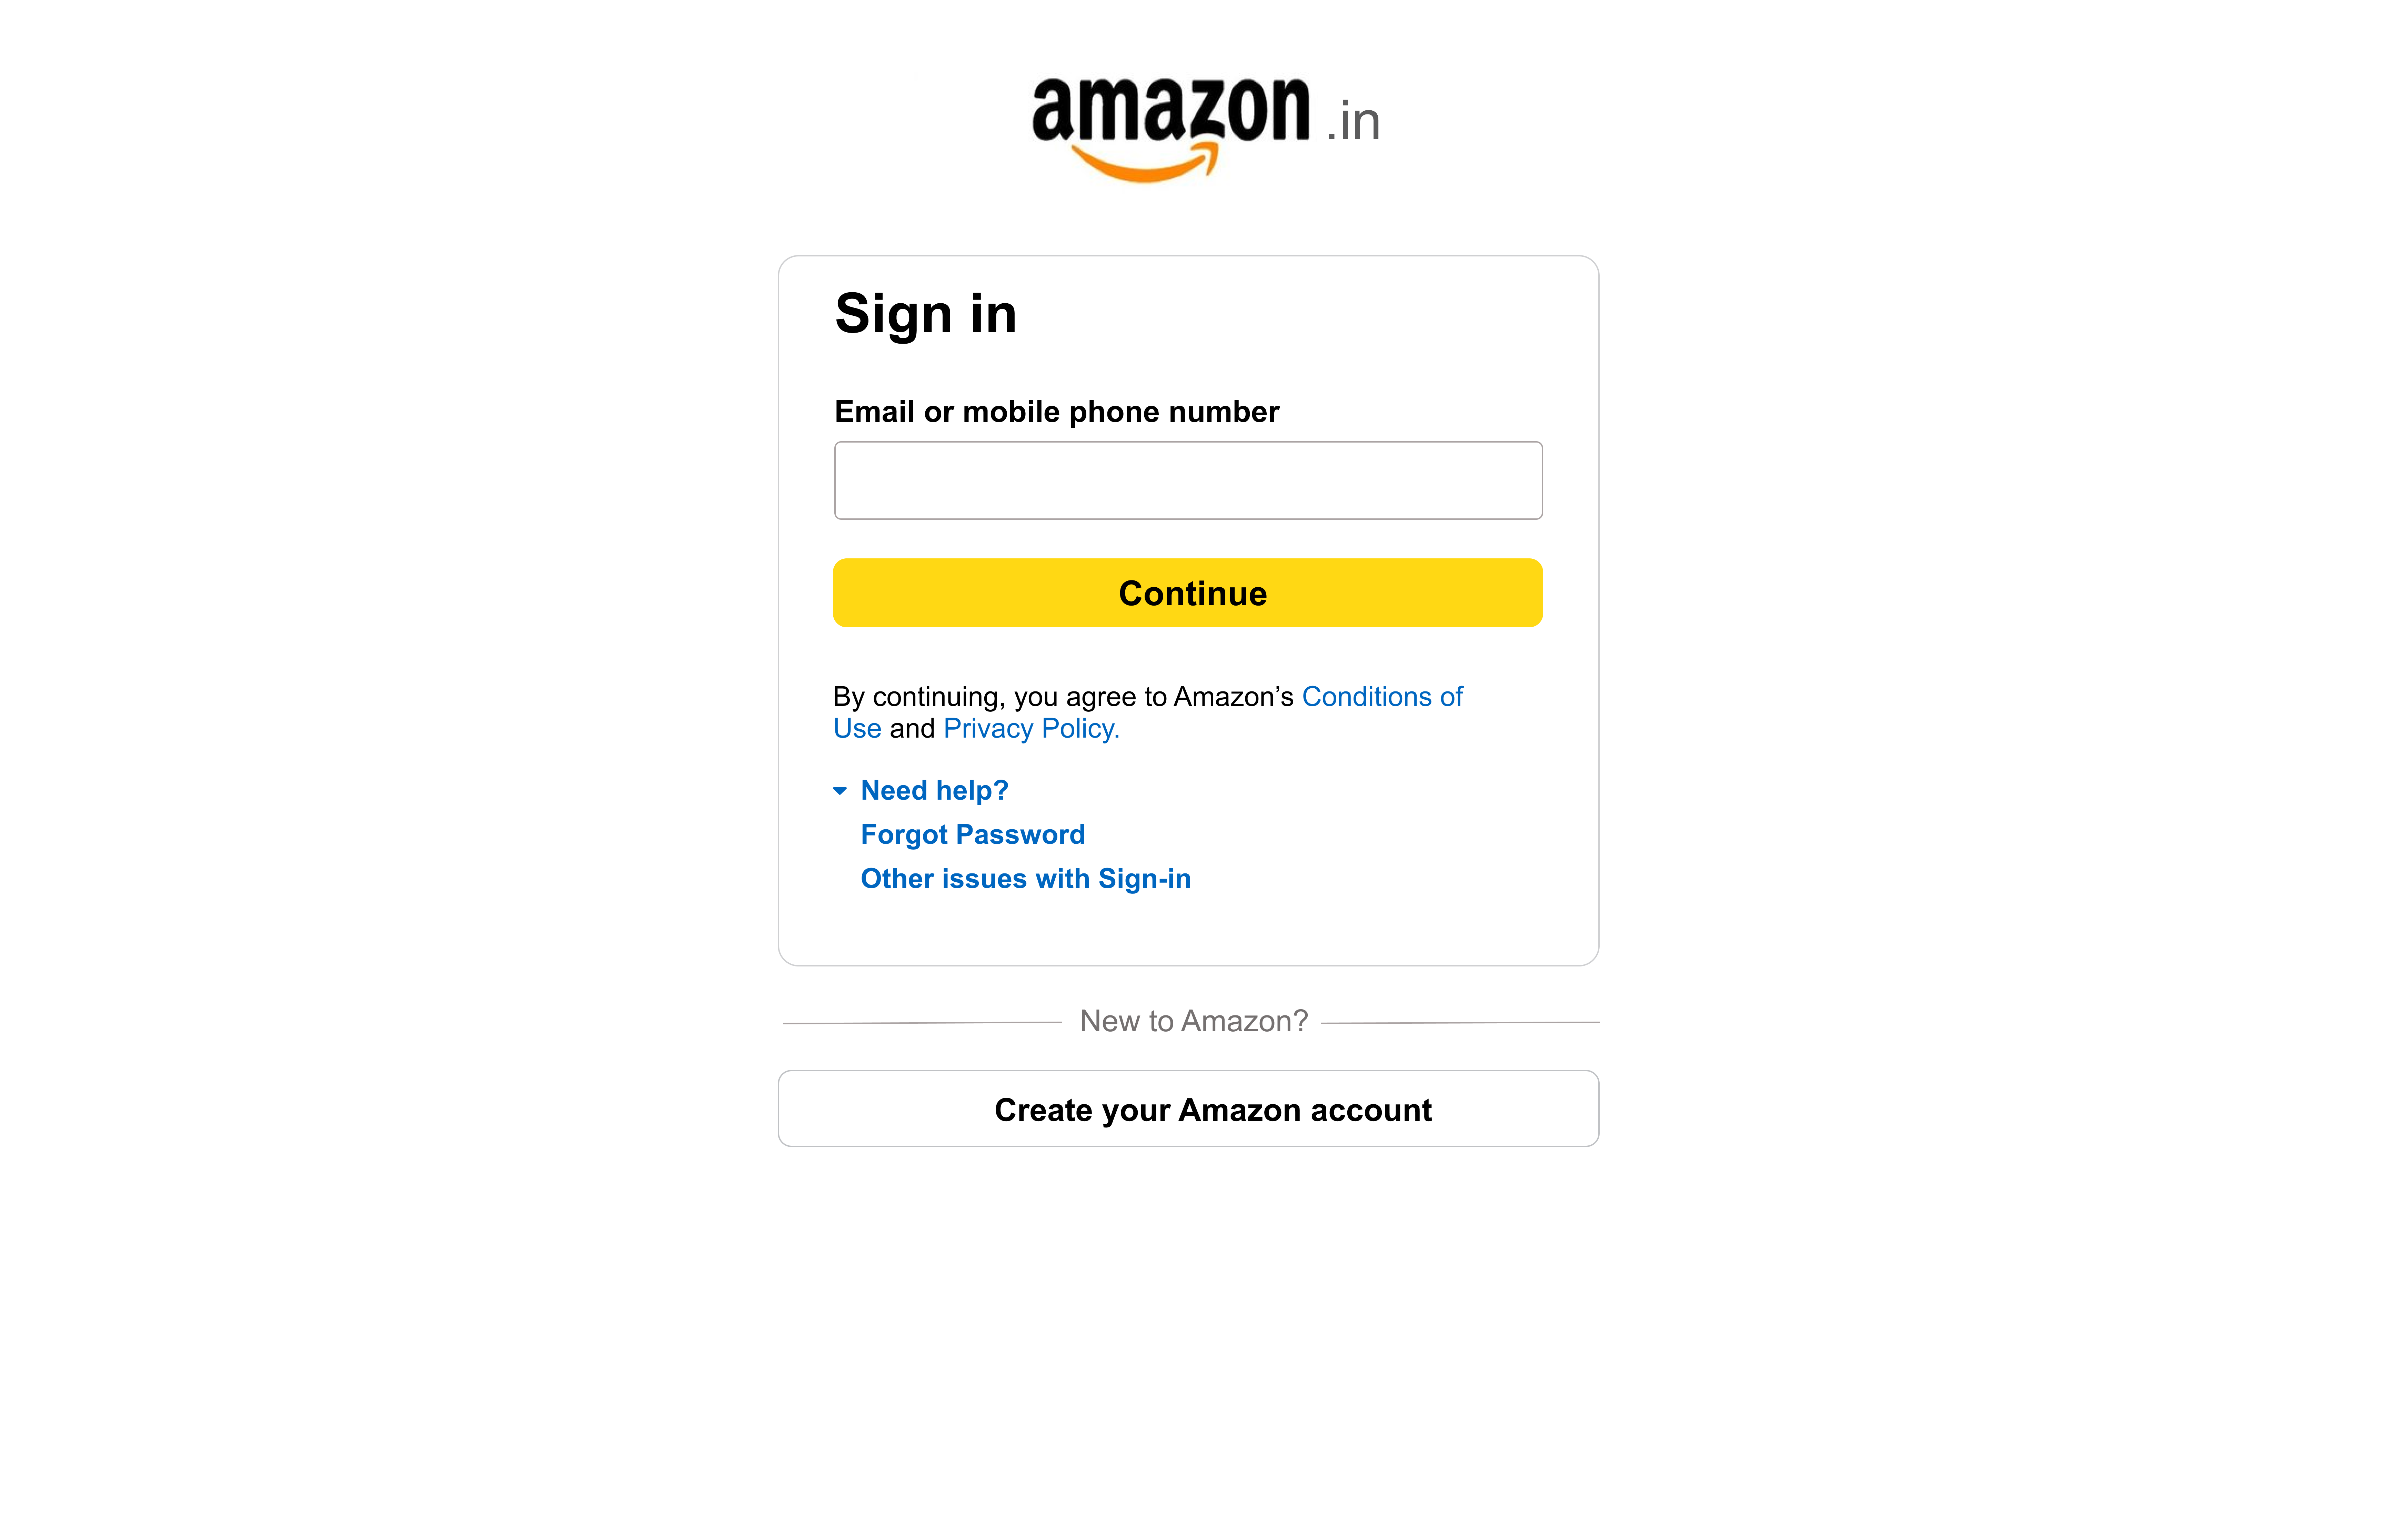 amazon .in
Sign in
Email or mobile phone number
Continue
By continuing, you agree to Amazon’s Conditions of
Use and Privacy Policy.
Need help?
Forgot Password
Other issues with Sign-in
New to Amazon?
Create your Amazon account